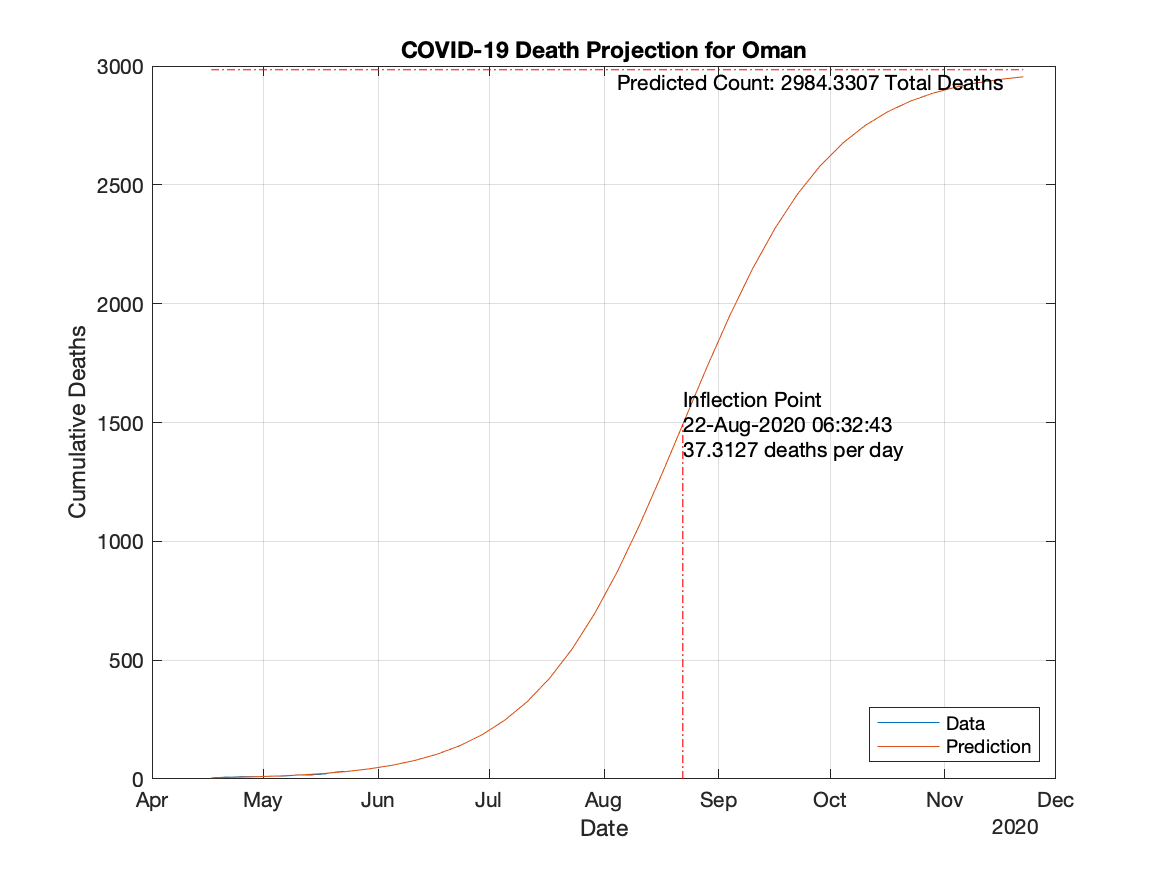 COVID-19 Death Projection for Oman
3000
Predicted Count: 2984.3307 Total Deaths
2500
2000
Inflection Point
1500
22-Aug-2020 06:32:43
37.3127 deaths per day
Cumulative Deaths
1000
500
Data
Prediction
0
Apr May Jun Jul Aug Sep Oct Nov Dec
Date
2020